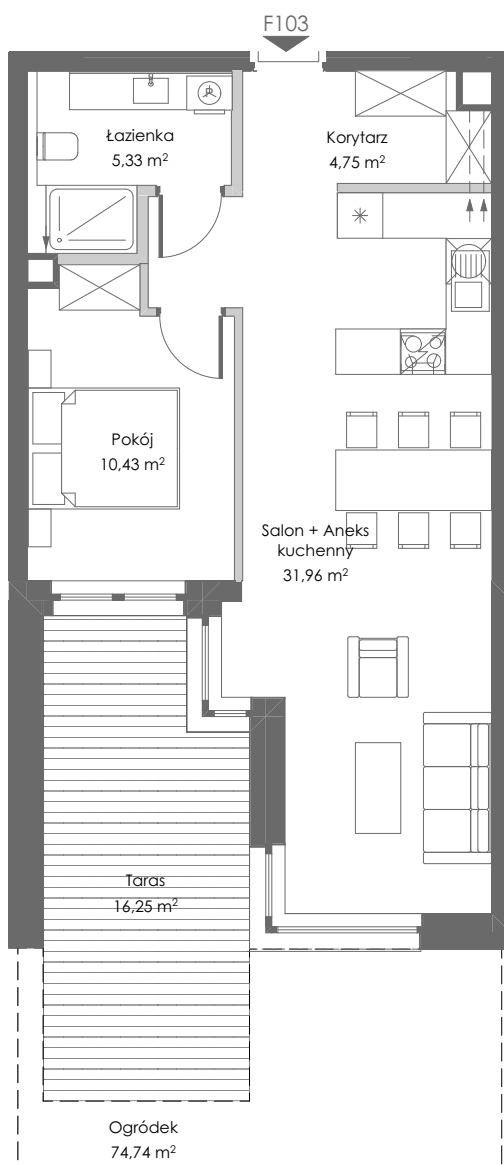 F103
Łazienka
5,33 m²
Korytarz
4,75 m²
Pokój
10,43 m²
Salon + Aneks
kuchenny
31,96 m²
Taras
16,25 m²
Ogródek
74,74 m²